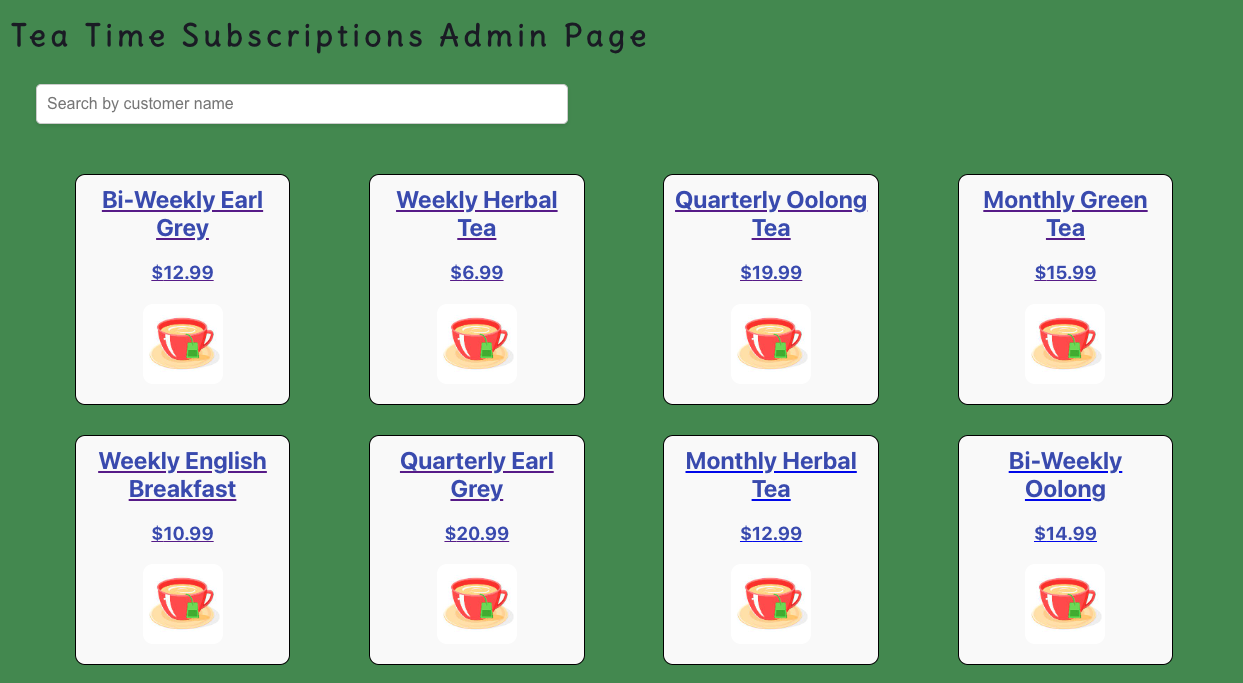 Tea Time Subscriptions Admin Page
Search by customer name
Bi-Weekly Earl
Grey
$12.99
Weekly Herbal
Tea
$6.99
Quarterly Oolong
Tea
$19.99
Monthly Green
Tea
$15.99
Weekly English
Breakfast
$10.99
Quarterly Earl
Grey
$20.99
Monthly Herbal
Tea
$12.99
Bi-Weekly
Oolong
$14.99